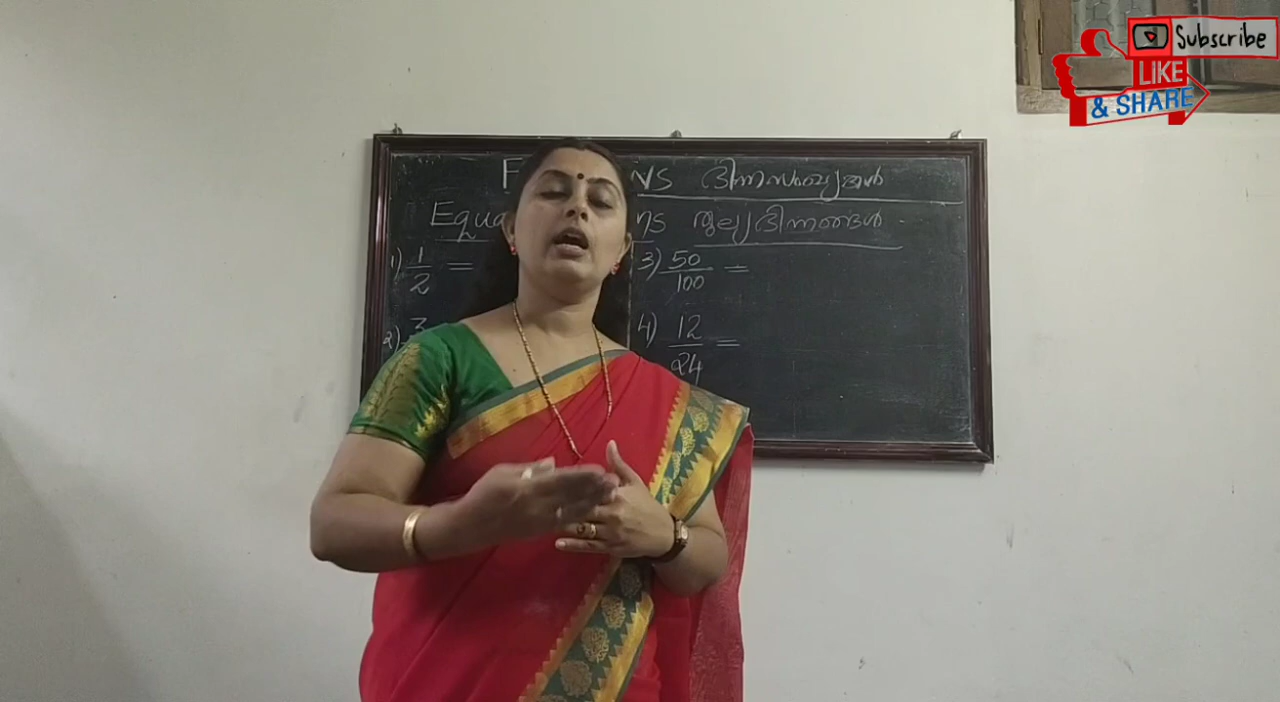 Subscribe
LIKE
& SHARE
F NS ഭിന്നസംഖ്യകൾ
Equa ns തുല്യഭിന്നങ്ങൾ
1) 1/2 =
2) 3
3) 50/100 =
4) 12/24 =